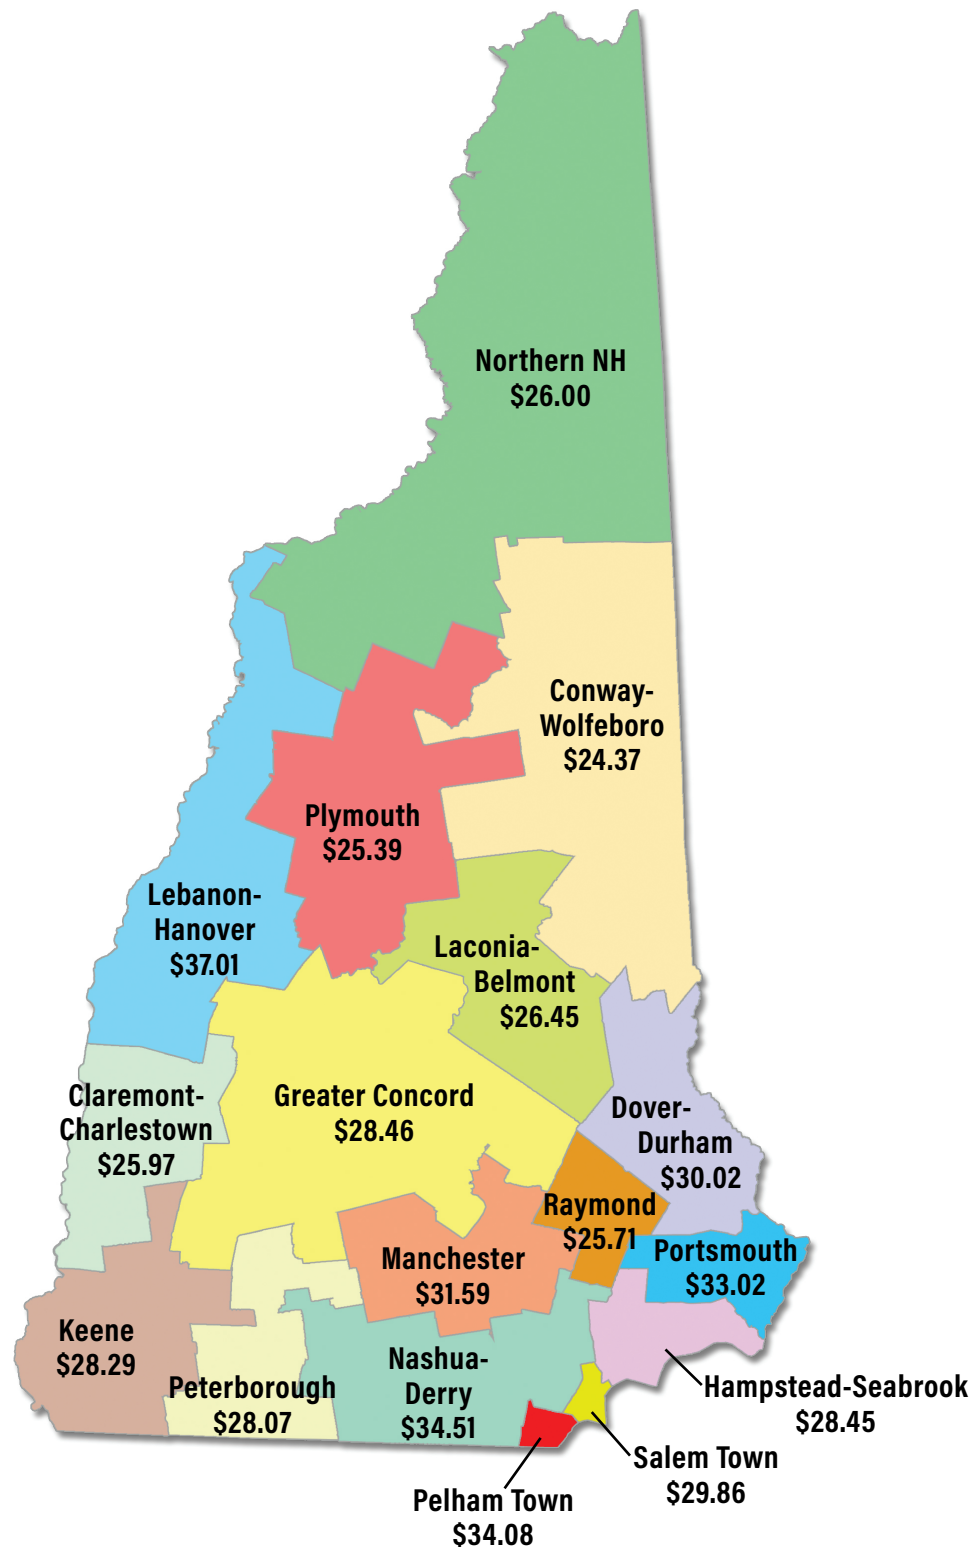 Northern NH
$26.00
Conway-
Wolfeboro
$24.37
Plymouth
$25.39
Lebanon-
Hanover
$37.01
Laconia-
Belmont
$26.45
Claremont-
Charlestown
$25.97
Greater Concord
$28.46
Dover-
Durham
$30.02
Raymond
$25.71
Portsmouth
$33.02
Manchester
$31.59
Keene
$28.29
Peterborough
$28.07
Nashua-
Derry
$34.51
Hampstead-Seabrook
$28.45
Salem Town
$29.86
Pelham Town
$34.08